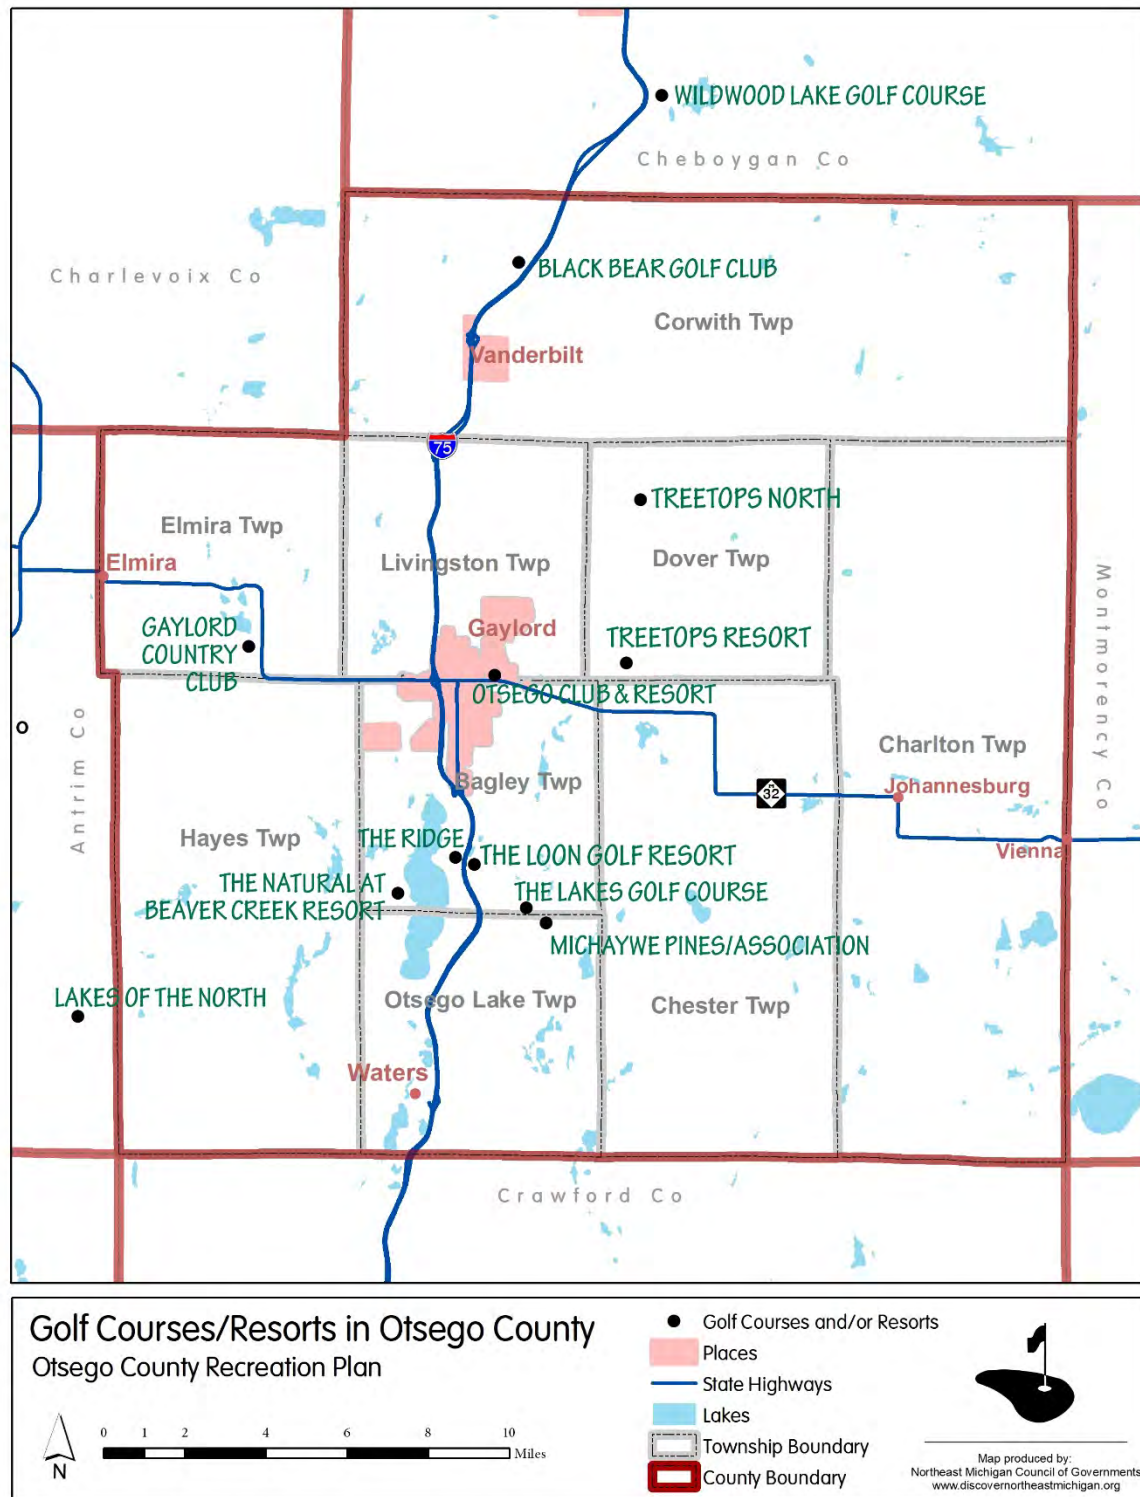 WILDWOOD LAKE GOLF COURSE
Cheboygan Co
Charlevoix Co
BLACK BEAR GOLF CLUB
Corwith Twp
Vanderbilt
75
TREETOPS NORTH
Elmira Twp
Livingston Twp
Dover Twp
Elmira
Montmorency Co
GAYLORD
COUNTRY
CLUB
Gaylord
TREETOPS RESORT
OTSEGO CLUB & RESORT
O
Antrim Co
Charlton Twp
Bagley Twp
M
32
Johannesburg
Hayes Twp
THE RIDGE
THE LOON GOLF RESORT
Vienna
THE NATURAL AT
BEAVER CREEK RESORT
THE LAKES GOLF COURSE
MICHAYWE PINES/ASSOCIATION
LAKES OF THE NORTH
Otsego Lake Twp
Chester Twp
Waters
Crawford Co
Golf Courses/Resorts in Otsego County
Otsego County Recreation Plan
N
0 1 2 4 6 8 10
Miles
Golf Courses and/or Resorts
Places
State Highways
Lakes
Township Boundary
County Boundary
Map produced by:
Northeast Michigan Council of Governments
www.discovernortheastmichigan.org